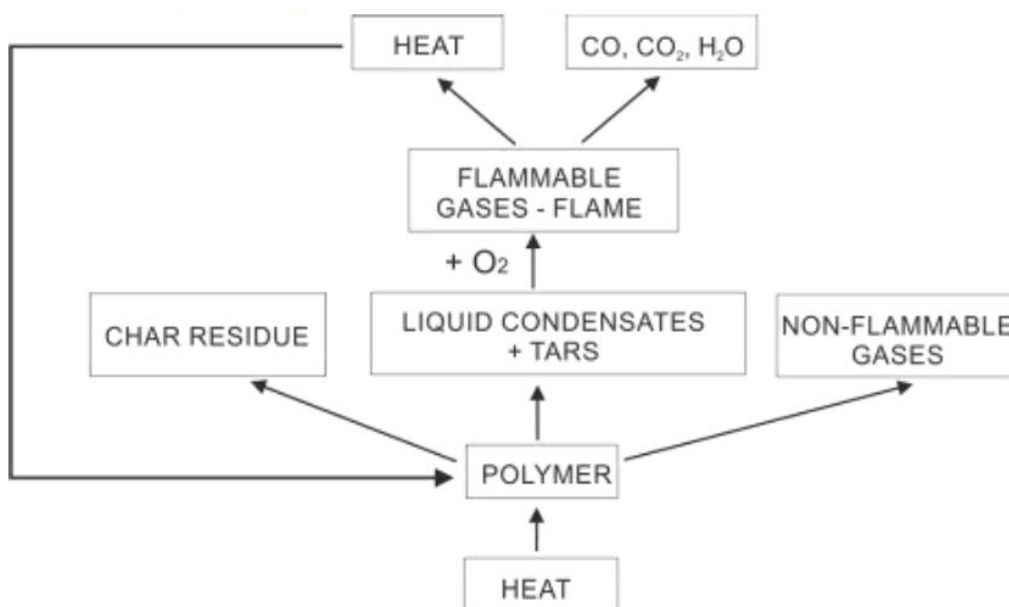 HEAT
CO, CO₂, H₂O
FLAMMABLE
GASES - FLAME
+ O₂
CHAR RESIDUE
LIQUID CONDENSATES
+ TARS
NON-FLAMMABLE
GASES
POLYMER
HEAT